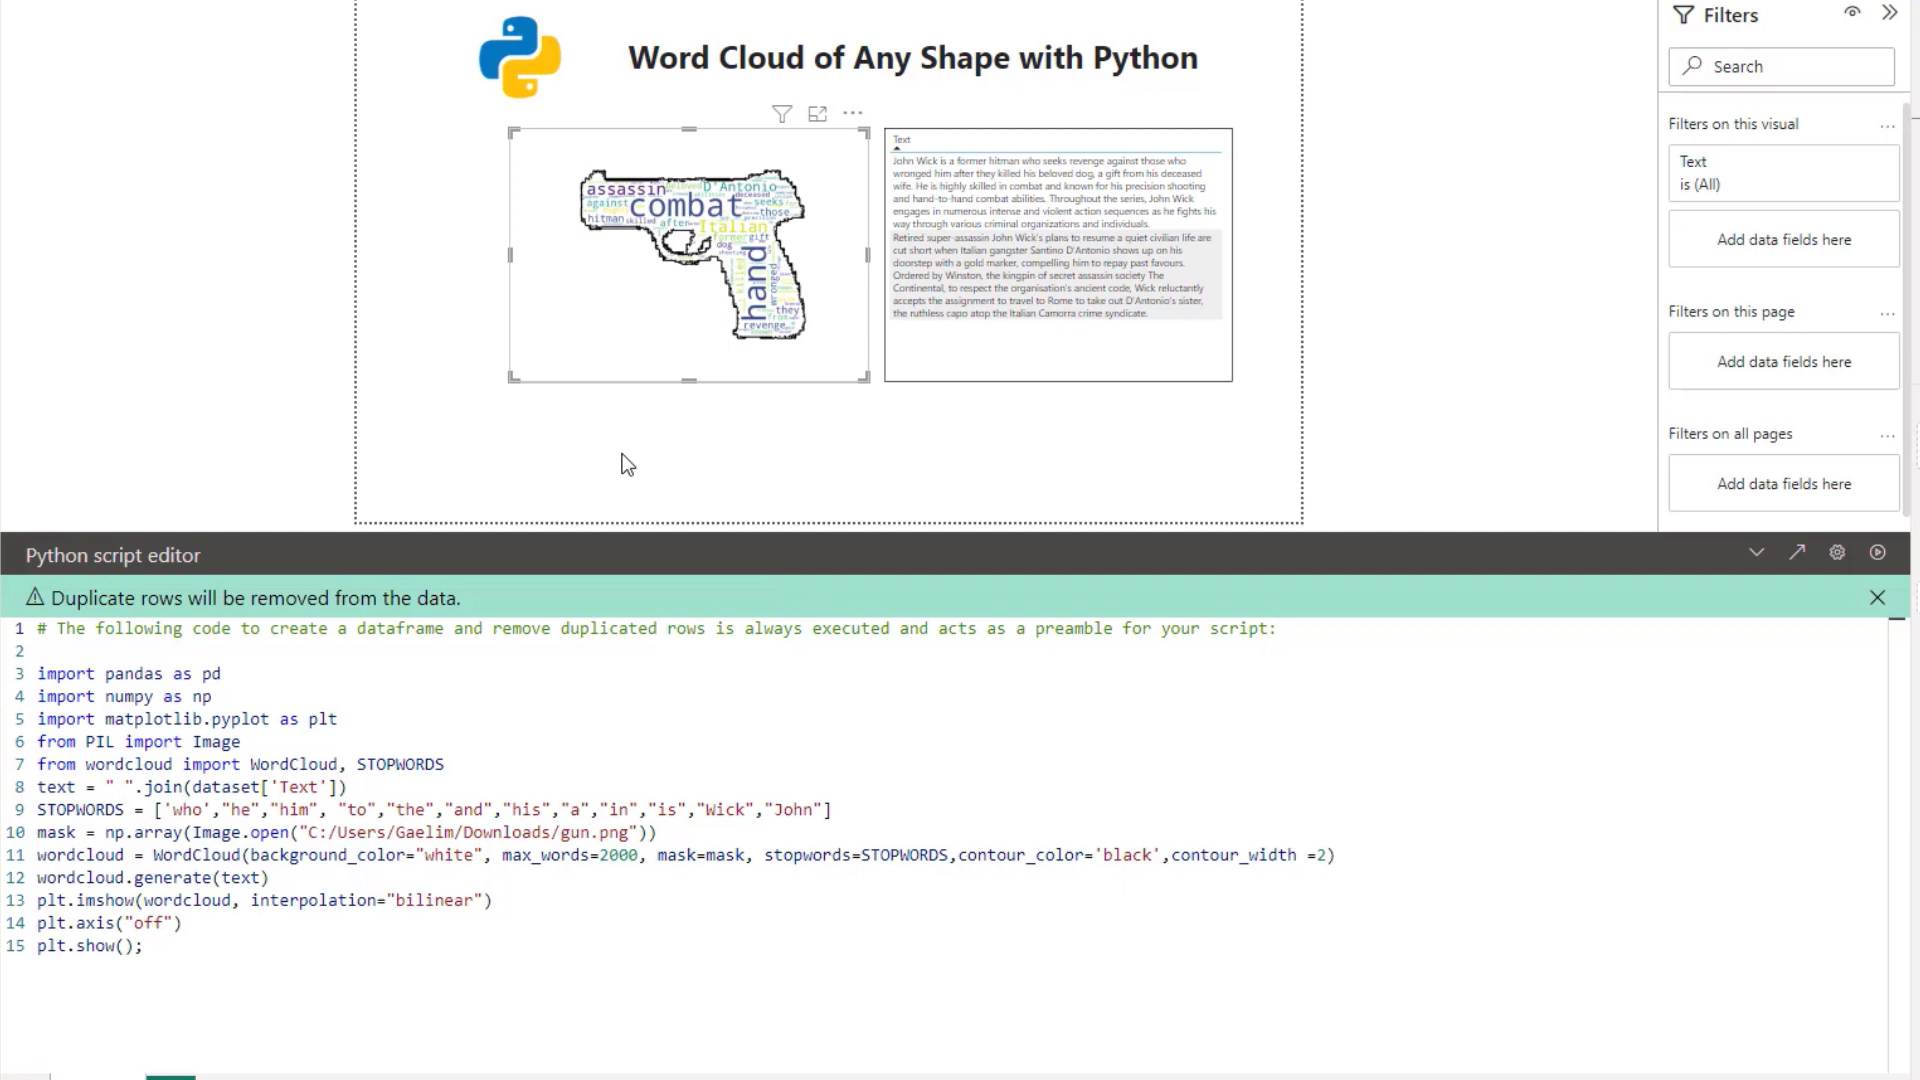 Word Cloud of Any Shape with Python
assassin
beloved
D'Antonio
against
combat
seeks
deceased
those
hitman
skilled
after
Italian
former
gift
dog
hand
killed
wronged
they
from
revenge
Text
John Wick is a former hitman who seeks revenge against those who
wronged him after they killed his beloved dog, a gift from his deceased
wife. He is highly skilled in combat and known for his precision shooting
and hand-to-hand combat abilities. Throughout the series, John Wick
engages in numerous intense and violent action sequences as he fights his
way through various criminal organizations and individuals.
Retired super-assassin John Wick's plans to resume a quiet civilian life are
cut short when Italian gangster Santino D'Antonio shows up on his
doorstep with a gold marker, compelling him to repay past favours.
Ordered by Winston, the kingpin of secret assassin society The
Continental, to respect the organisation's ancient code, Wick reluctantly
accepts the assignment to travel to Rome to take out D'Antonio's sister,
the ruthless capo atop the Italian Camorra crime syndicate.
Filters
Search
Filters on this visual
Text
is (All)
Add data fields here
Filters on this page
Add data fields here
Filters on all pages
Add data fields here
Python script editor
Duplicate rows will be removed from the data.
1 # The following code to create a dataframe and remove duplicated rows is always executed and acts as a preamble for your script:
2
3 import pandas as pd
4 import numpy as np
5 import matplotlib.pyplot as plt
6 from PIL import Image
7 from wordcloud import WordCloud, STOPWORDS
8 text = " ".join(dataset['Text'])
9 STOPWORDS = ['who',"he","him", "to","the","and","his","a","in","is","Wick","John"]
10 mask = np.array(Image.open("C:/Users/Gaelim/Downloads/gun.png"))
11 wordcloud = WordCloud(background_color="white", max_words=2000, mask=mask, stopwords=STOPWORDS,contour_color='black',contour_width =2)
12 wordcloud.generate(text)
13 plt.imshow(wordcloud, interpolation="bilinear")
14 plt.axis("off")
15 plt.show();